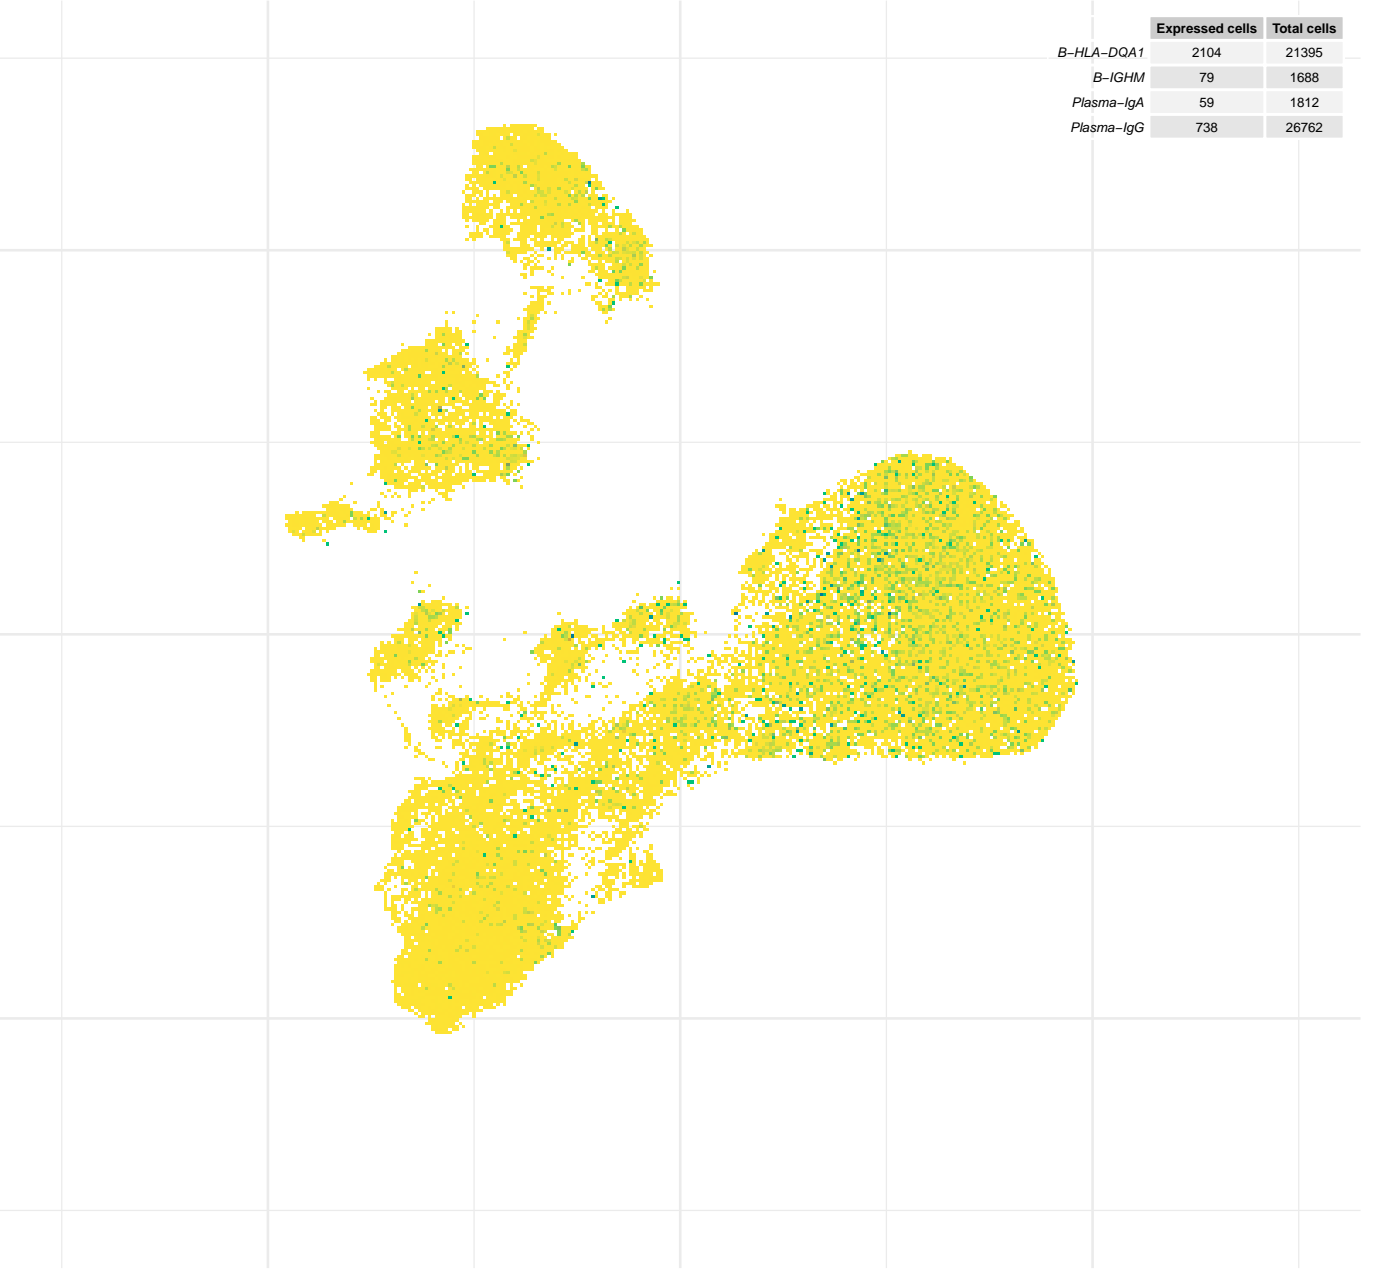 Expressed cells Total cells
B−HLA−DQA1 2104 21395
B−IGHM 79 1688
Plasma−IgA 59 1812
Plasma−IgG 738 26762